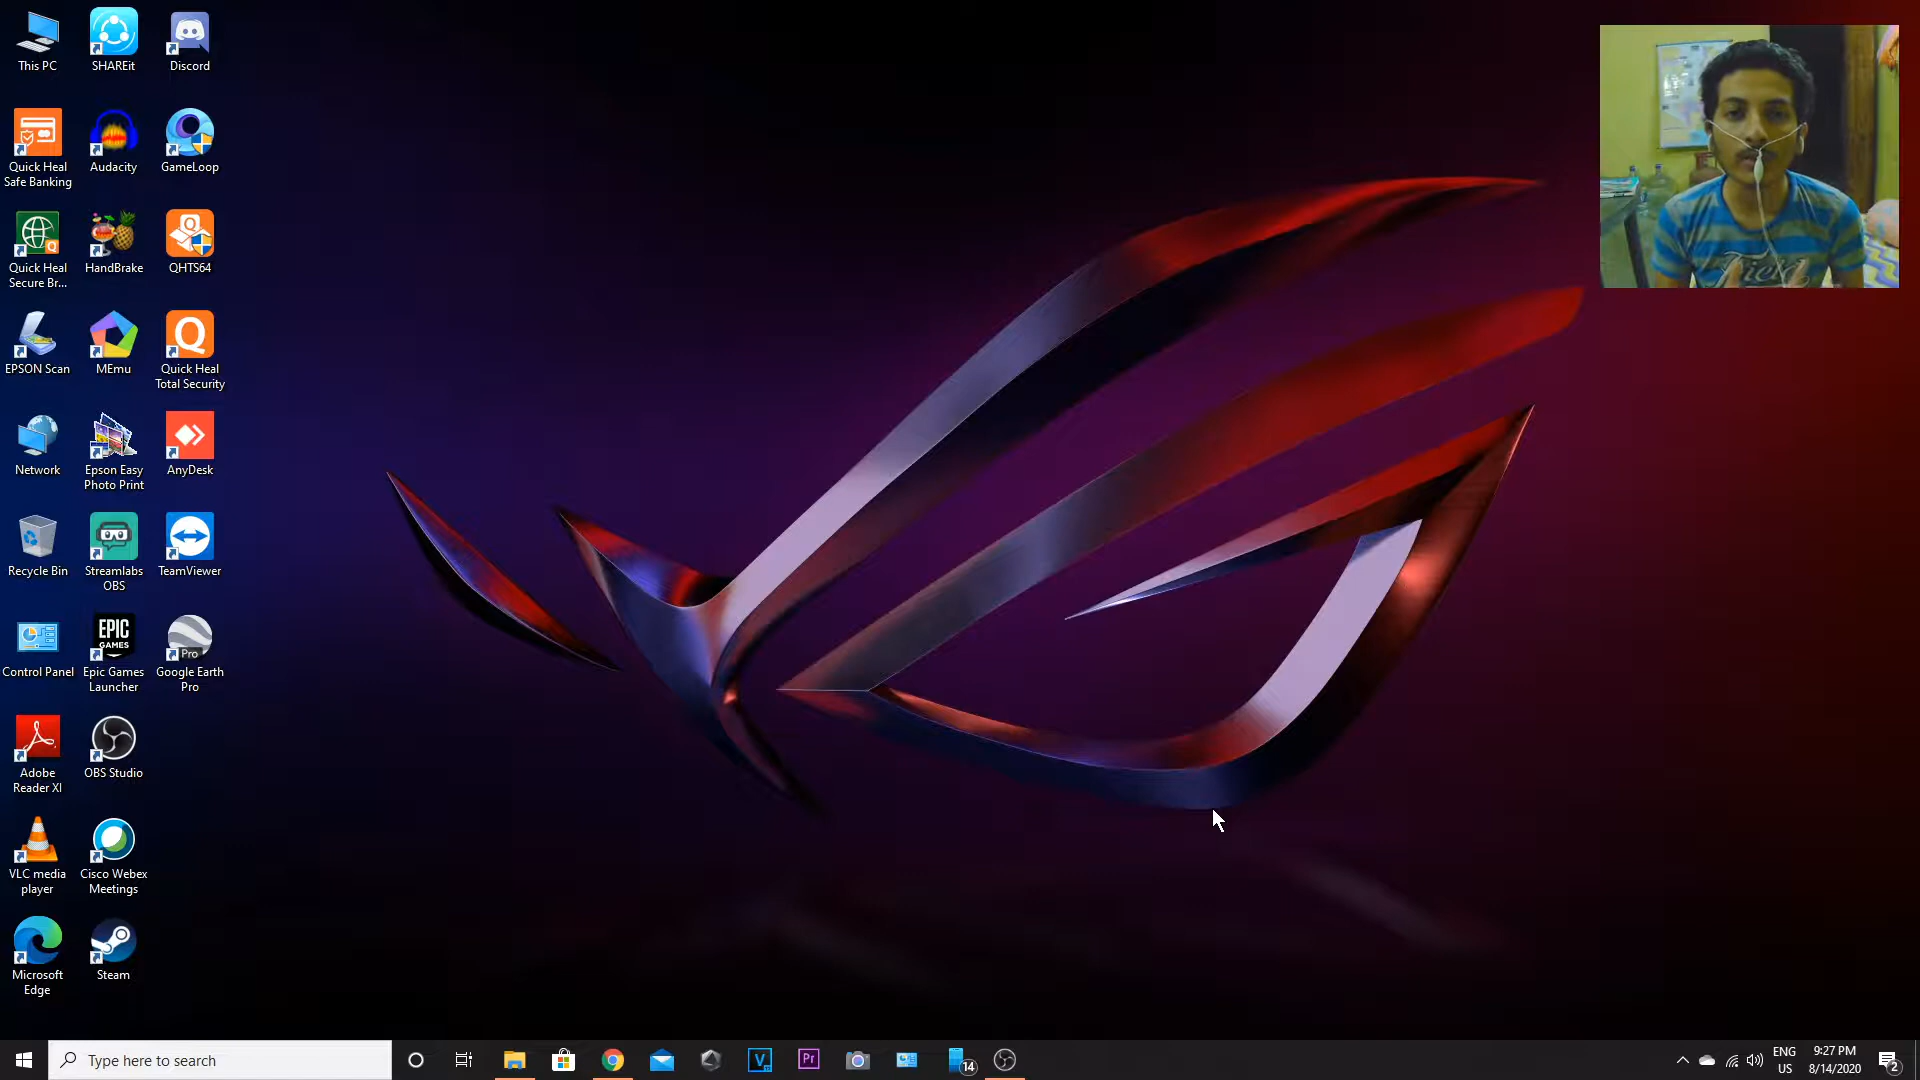 This PC
SHAREit
Discord
Quick Heal
Safe Banking
Audacity
GameLoop
Quick Heal
Secure Br...
HandBrake
QHTS64
EPSON Scan
MEmu
Quick Heal
Total Security
Network
Epson Easy
Photo Print
AnyDesk
Recycle Bin
Streamlabs
OBS
TeamViewer
EPIC
GAMES
Pro
Control Panel
Epic Games
Launcher
Google Earth
Pro
Adobe
Reader XI
OBS Studio
VLC media
player
Cisco Webex
Meetings
Microsoft
Edge
Steam
Field
Type here to search
V
Pr
14
ENG
US
9:27 PM
8/14/2020
2